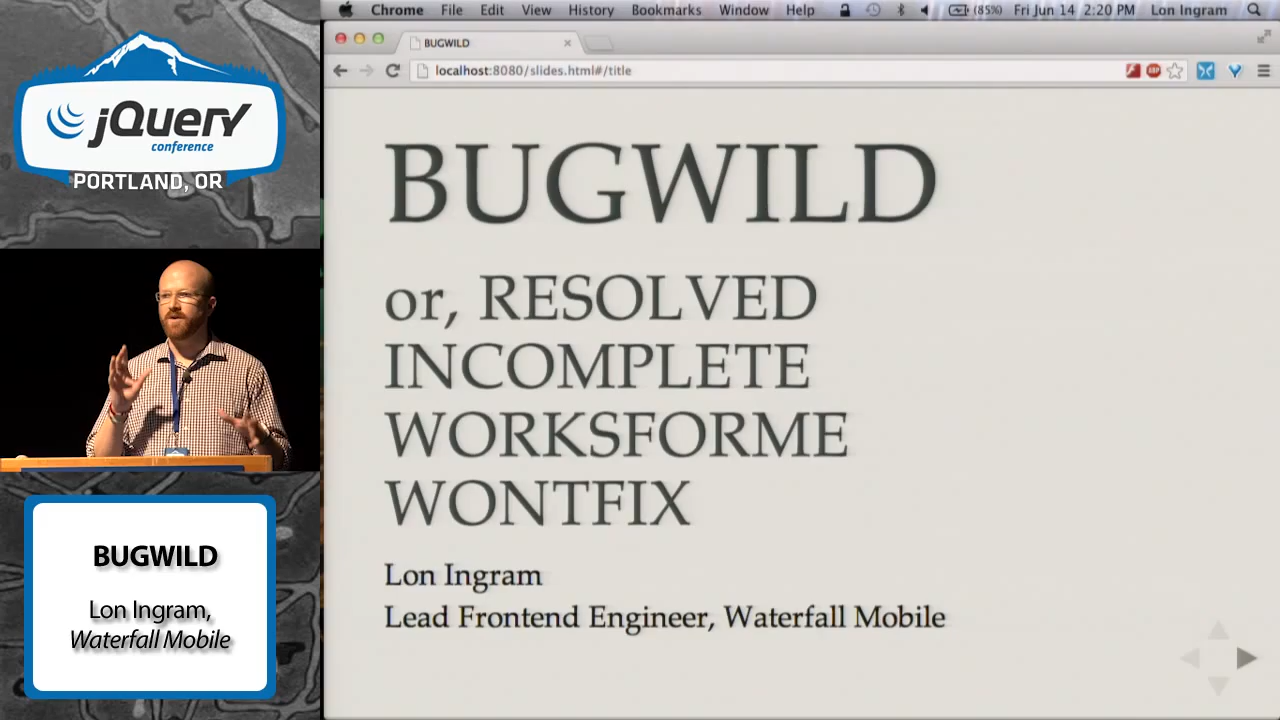 jQuery
conference
PORTLAND, OR
BUGWILD
Lon Ingram,
Waterfall Mobile
Chrome File Edit View History Bookmarks Window Help (85%) Fri Jun 14 2:20 PM Lon Ingram
BUGWILD
localhost:8080/slides.html#/title
ABP
BUGWILD
or, RESOLVED
INCOMPLETE
WORKSFORME
WONTFIX
Lon Ingram
Lead Frontend Engineer, Waterfall Mobile